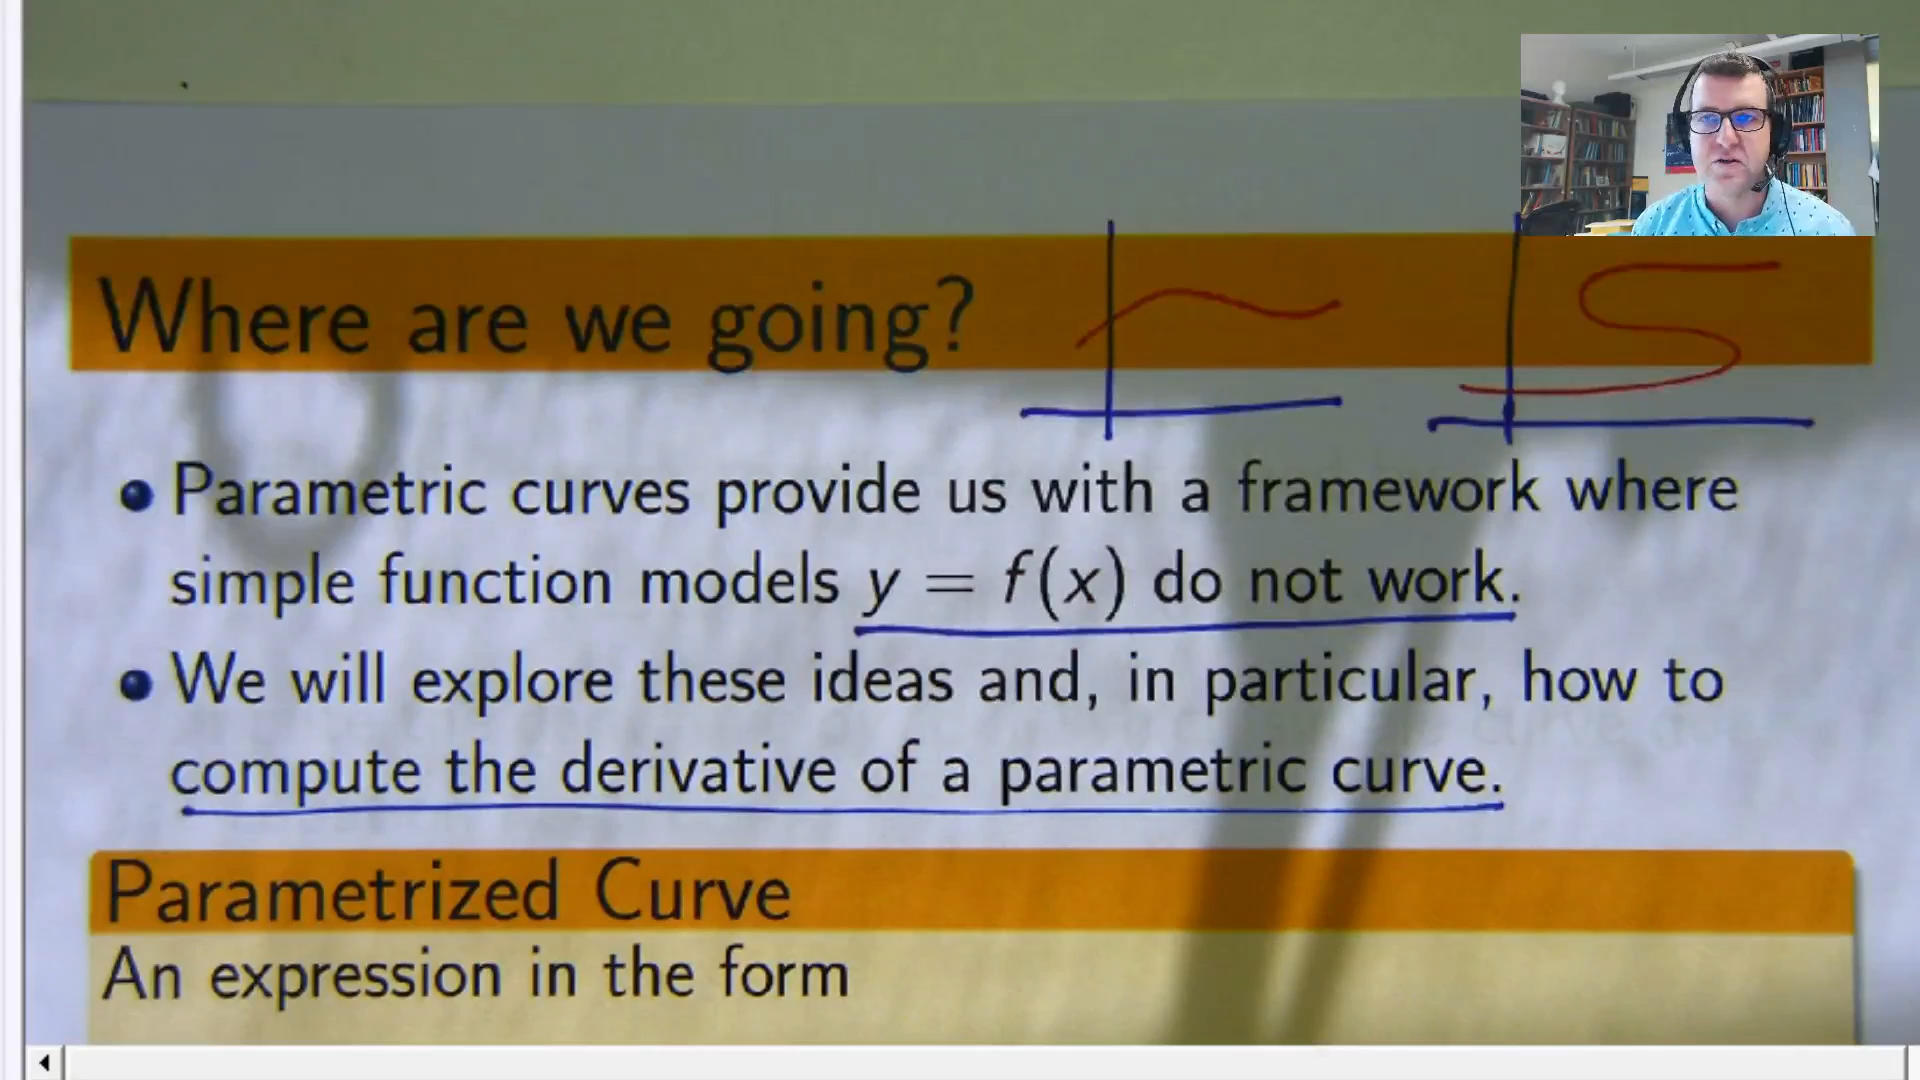 Where are we going?
Parametric curves provide us with a framework where
simple function models y = f(x) do not work.
We will explore these ideas and, in particular, how to
compute the derivative of a parametric curve.
Parametrized Curve
An expression in the form